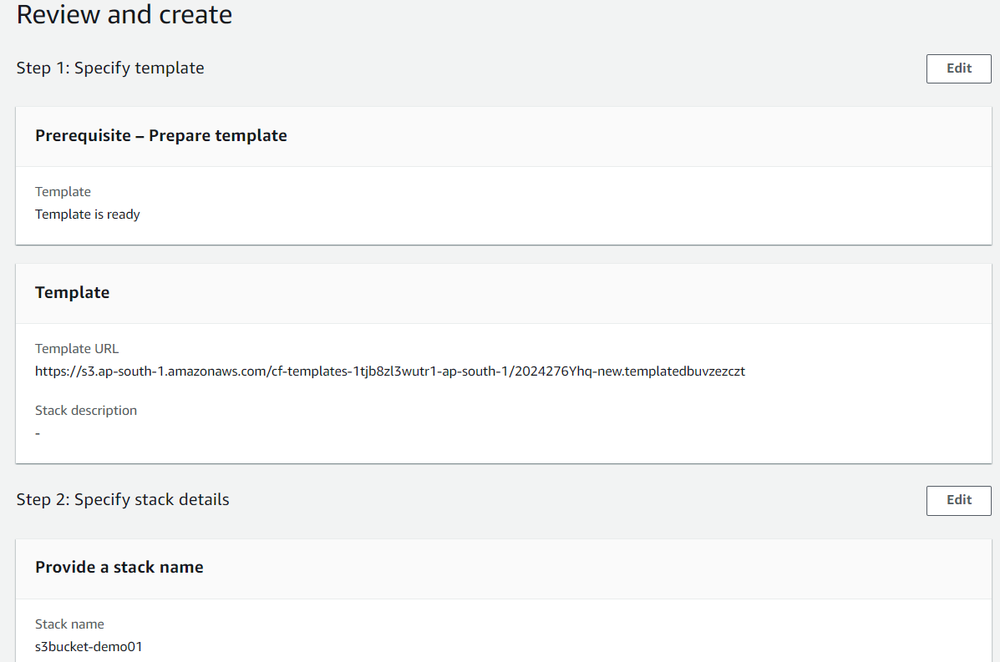 Review and create
Step 1: Specify template
Edit
Prerequisite – Prepare template
Template
Template is ready
Template
Template URL
https://s3.ap-south-1.amazonaws.com/cf-templates-1tjb8zl3wutr1-ap-south-1/2024276Yhq-new.templatedbuvzezczt
Stack description
-
Step 2: Specify stack details
Edit
Provide a stack name
Stack name
s3bucket-demo01